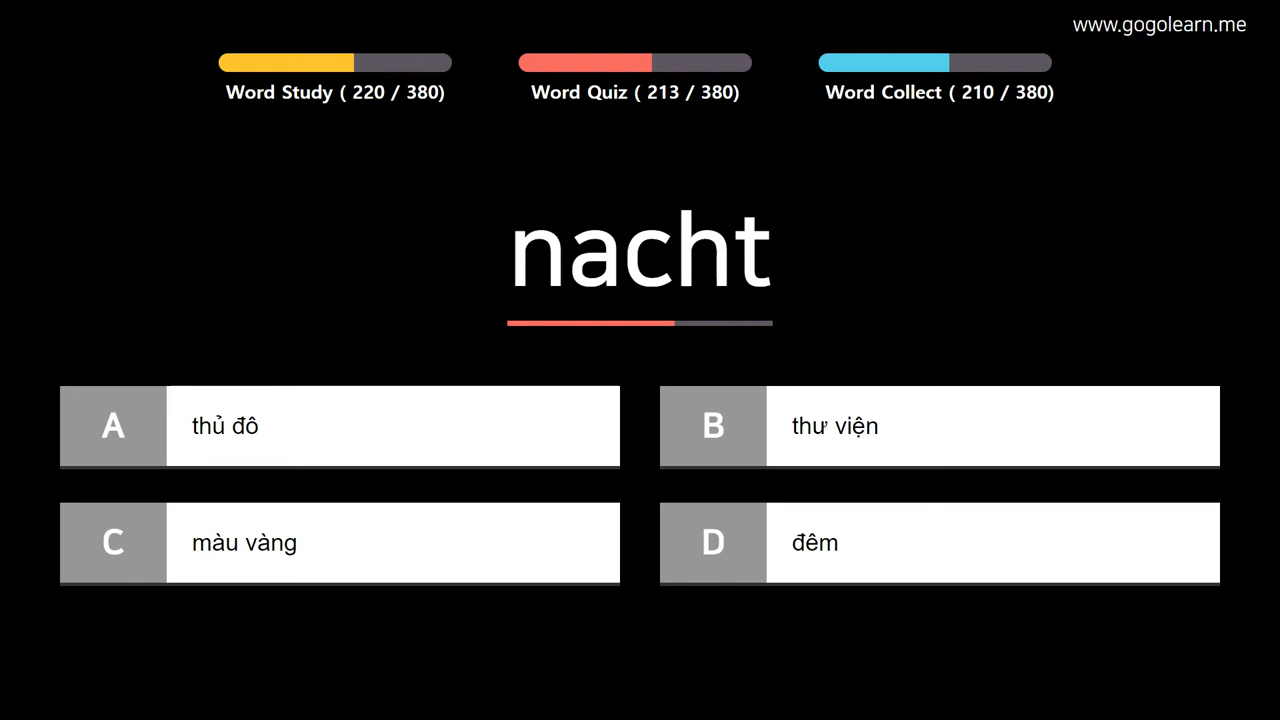 www.gogolearn.me
Word Study ( 220 / 380)
Word Quiz ( 213 / 380)
Word Collect ( 210 / 380)
nacht
A
thủ đô
B
thư viện
C
màu vàng
D
đêm